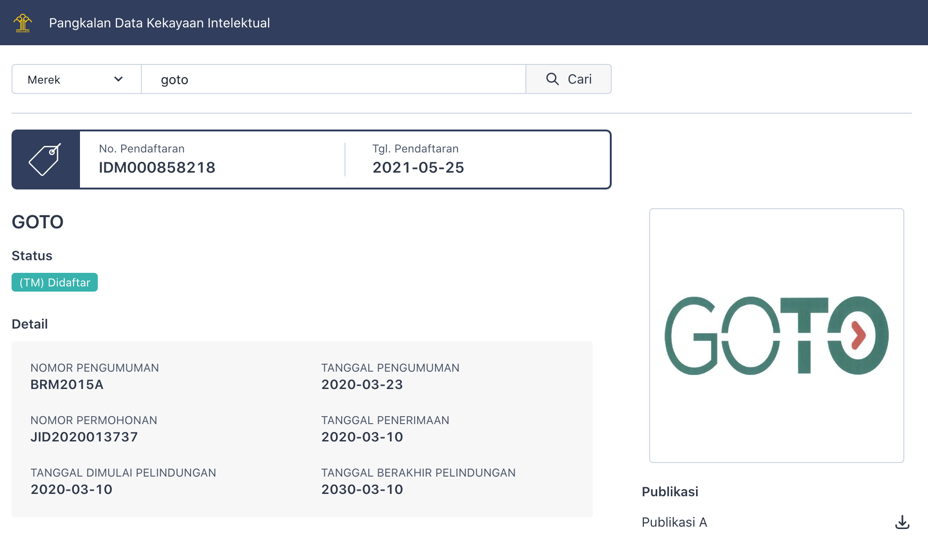 Pangkalan Data Kekayaan Intelektual
Merek
goto
Cari
No. Pendaftaran
IDM000858218
Tgl. Pendaftaran
2021-05-25
GOTO
Status
(TM) Didaftar
Detail
NOMOR PENGUMUMAN
BRM2015A
TANGGAL PENGUMUMAN
2020-03-23
NOMOR PERMOHONAN
JID2020013737
TANGGAL PENERIMAAN
2020-03-10
TANGGAL DIMULAI PELINDUNGAN
2020-03-10
TANGGAL BERAKHIR PELINDUNGAN
2030-03-10
GOTO
Publikasi
Publikasi A